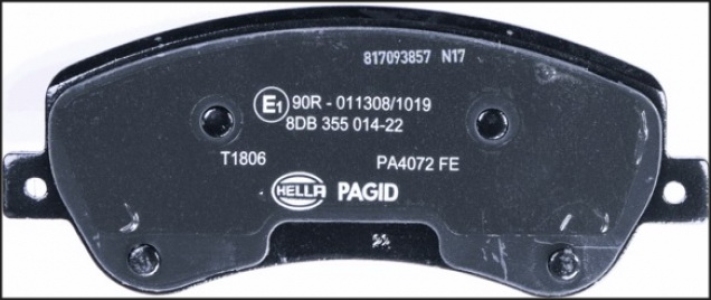 817093857 N17
E1 90R - 011308/1019
8DB 355 014-22
T1806
PA4072 FE
HELLA PAGID